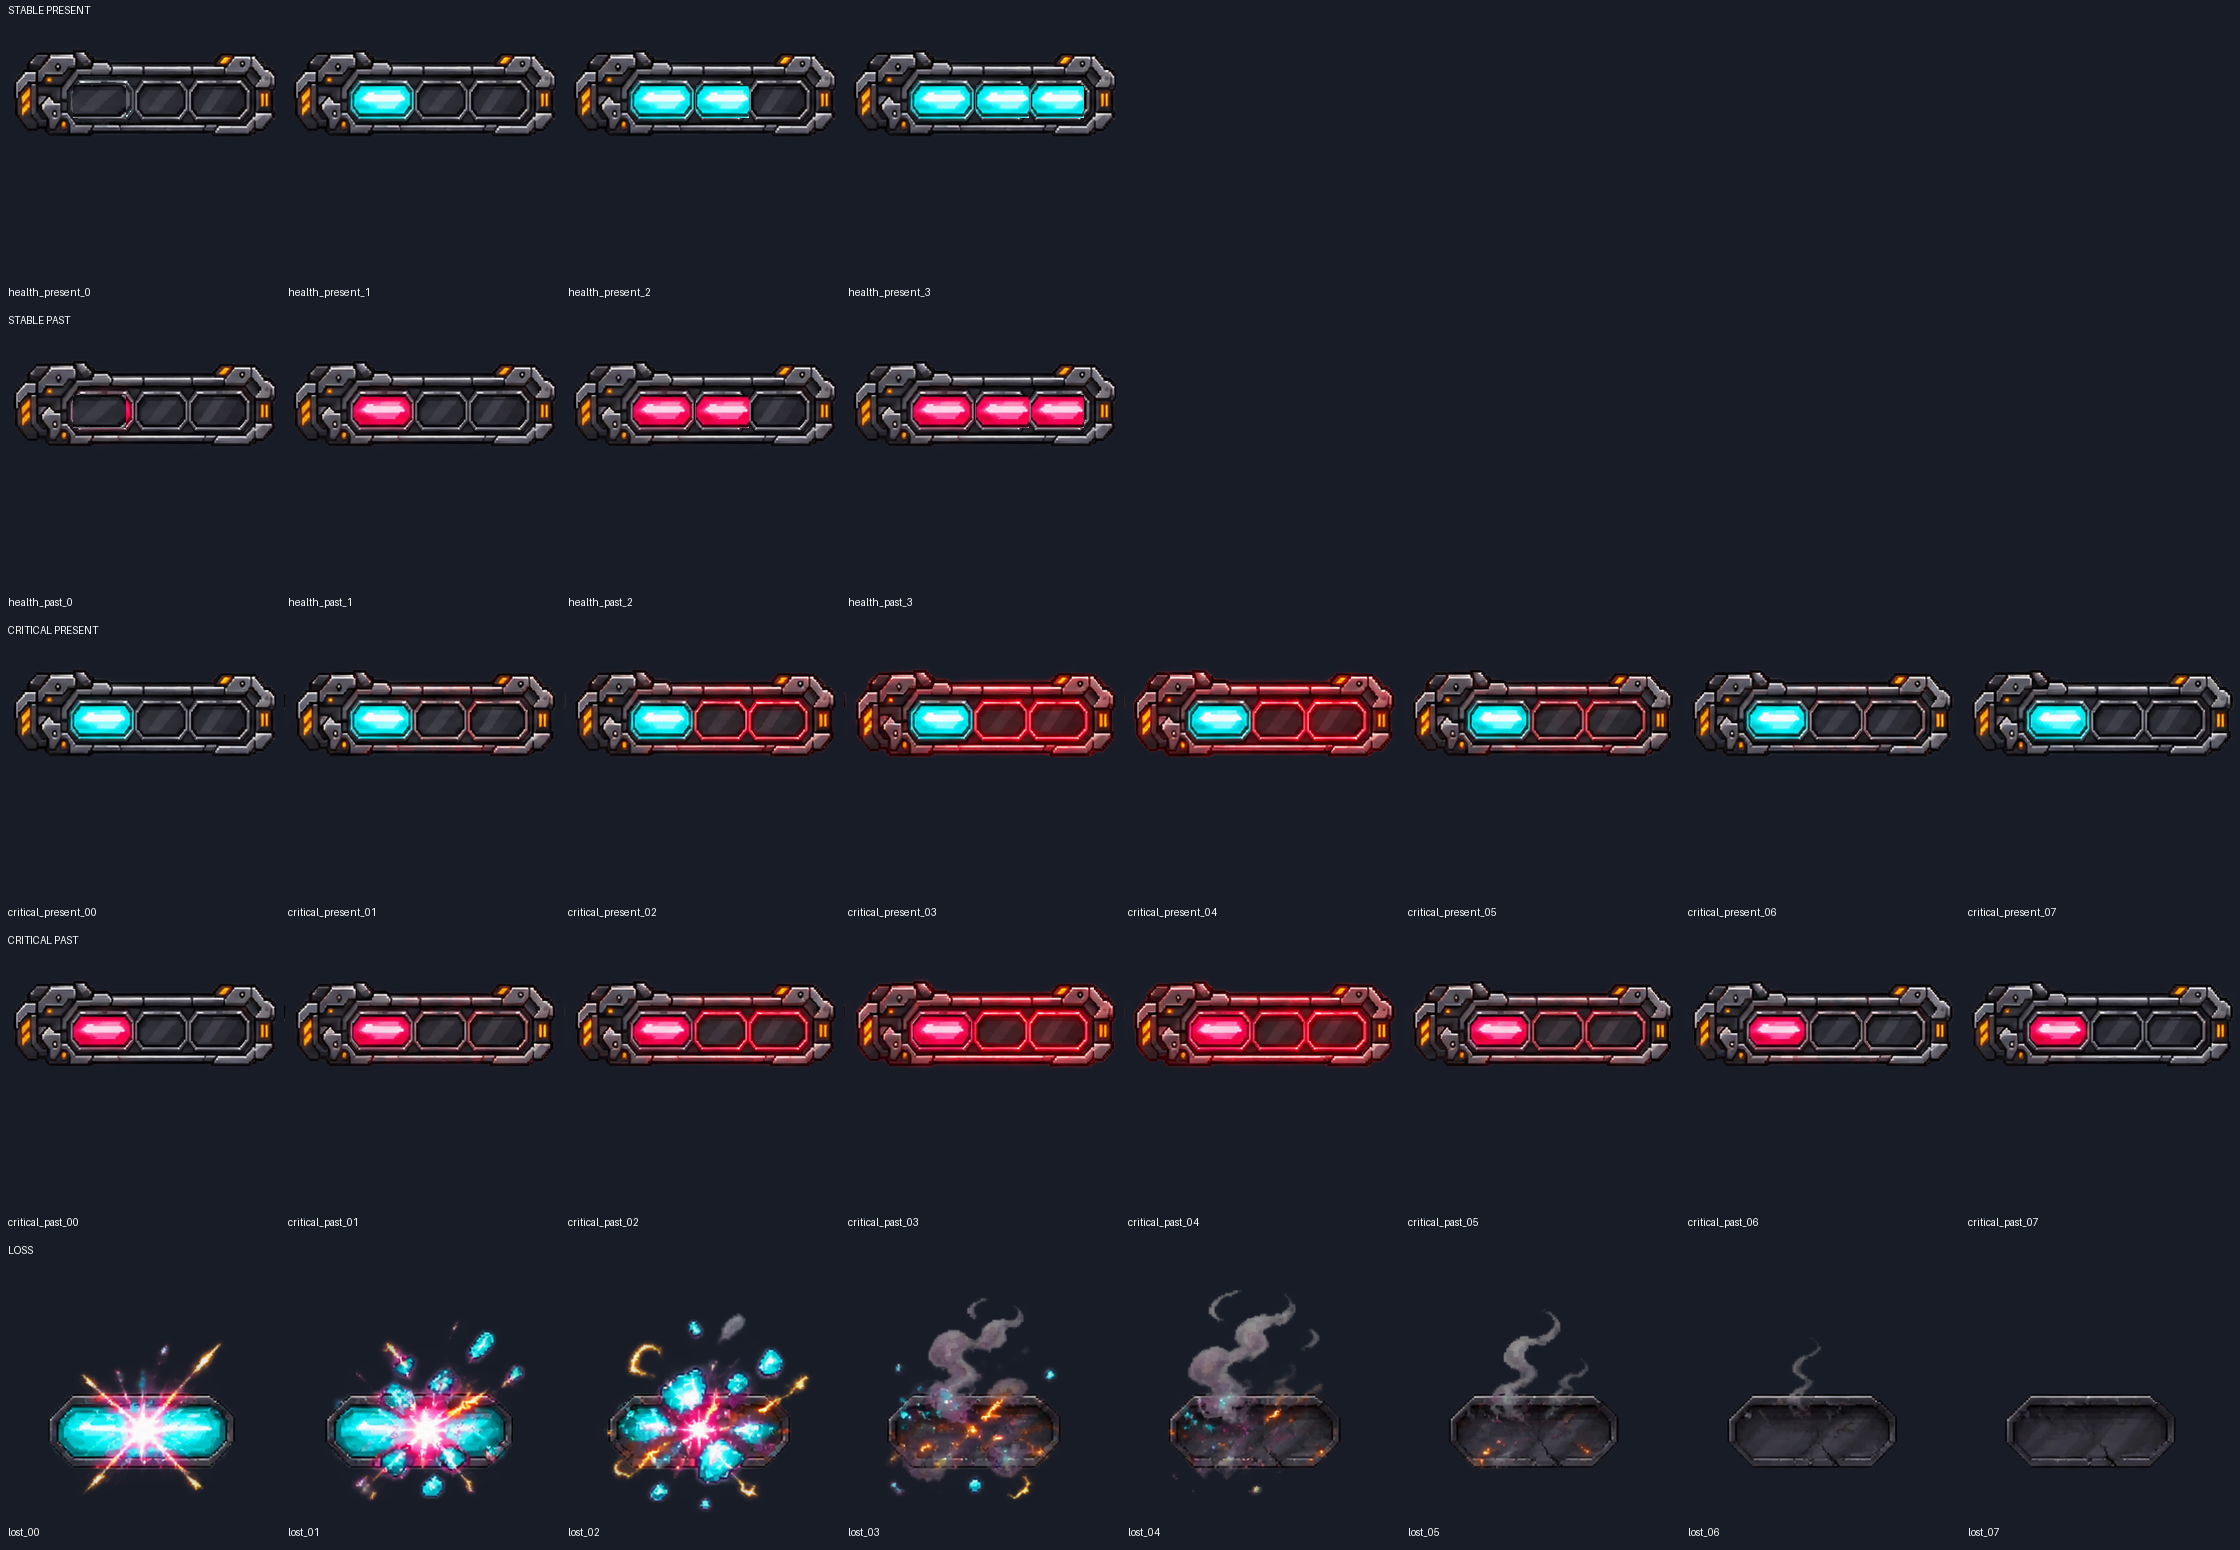 STABLE PRESENT
health_present_0 health_present_1 health_present_2 health_present_3
STABLE PAST
health_past_0 health_past_1 health_past_2 health_past_3
CRITICAL PRESENT
critical_present_00 critical_present_01 critical_present_02 critical_present_03 critical_present_04 critical_present_05 critical_present_06 critical_present_07
CRITICAL PAST
critical_past_00 critical_past_01 critical_past_02 critical_past_03 critical_past_04 critical_past_05 critical_past_06 critical_past_07
LOSS
lost_00 lost_01 lost_02 lost_03 lost_04 lost_05 lost_06 lost_07